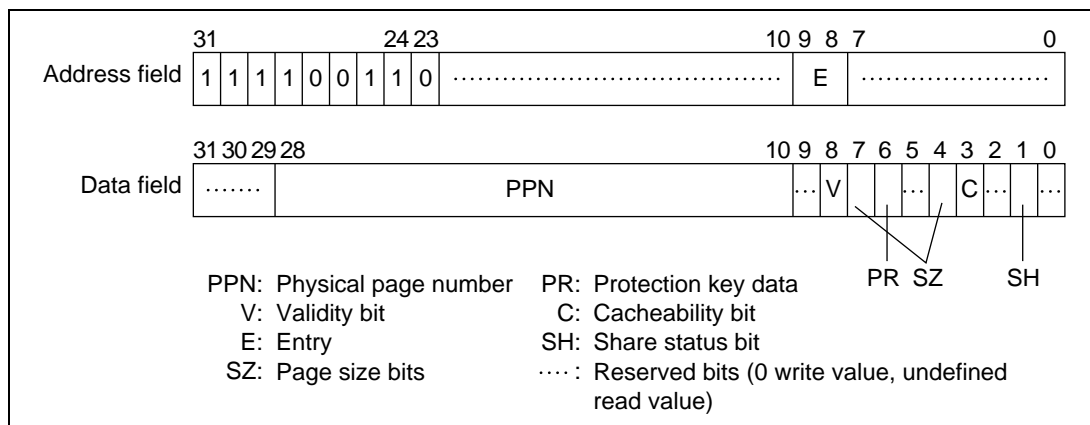 31 24 23 10 9 8 7 0
Address field 1 1 1 1 0 0 1 1 0 ·························· E ················
31 30 29 28 10 9 8 7 6 5 4 3 2 1 0
Data field ······· PPN ··· V ··· C ··· ···
PR SZ SH
PPN: Physical page number PR: Protection key data
V: Validity bit C: Cacheability bit
E: Entry SH: Share status bit
SZ: Page size bits ····: Reserved bits (0 write value, undefined
read value)